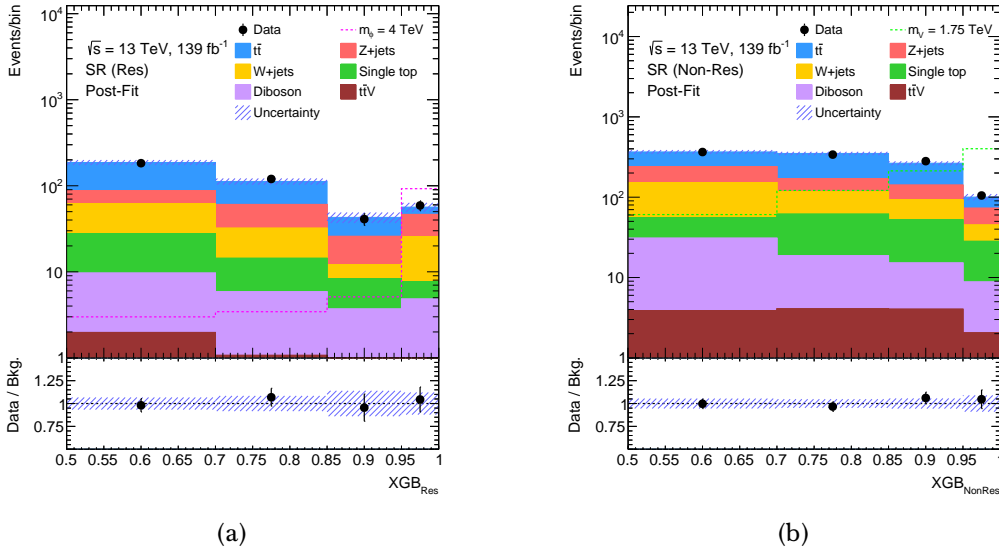 Events/bin
10⁴
10³
10²
10
1
√s = 13 TeV, 139 fb⁻¹
SR (Res)
Post-Fit
Data
m_ϕ = 4 TeV
tt̄
Z+jets
W+jets
Single top
Diboson
tt̄V
Uncertainty
Data / Bkg.
1.25
1
0.75
0.5 0.55 0.6 0.65 0.7 0.75 0.8 0.85 0.9 0.95 1
XGB_Res
(a)
Events/bin
10⁴
10³
10²
10
1
√s = 13 TeV, 139 fb⁻¹
SR (Non-Res)
Post-Fit
Data
m_V = 1.75 TeV
tt̄
Z+jets
W+jets
Single top
Diboson
tt̄V
Uncertainty
Data / Bkg.
1.25
1
0.75
0.5 0.55 0.6 0.65 0.7 0.75 0.8 0.85 0.9 0.95 1
XGB_NonRes
(b)